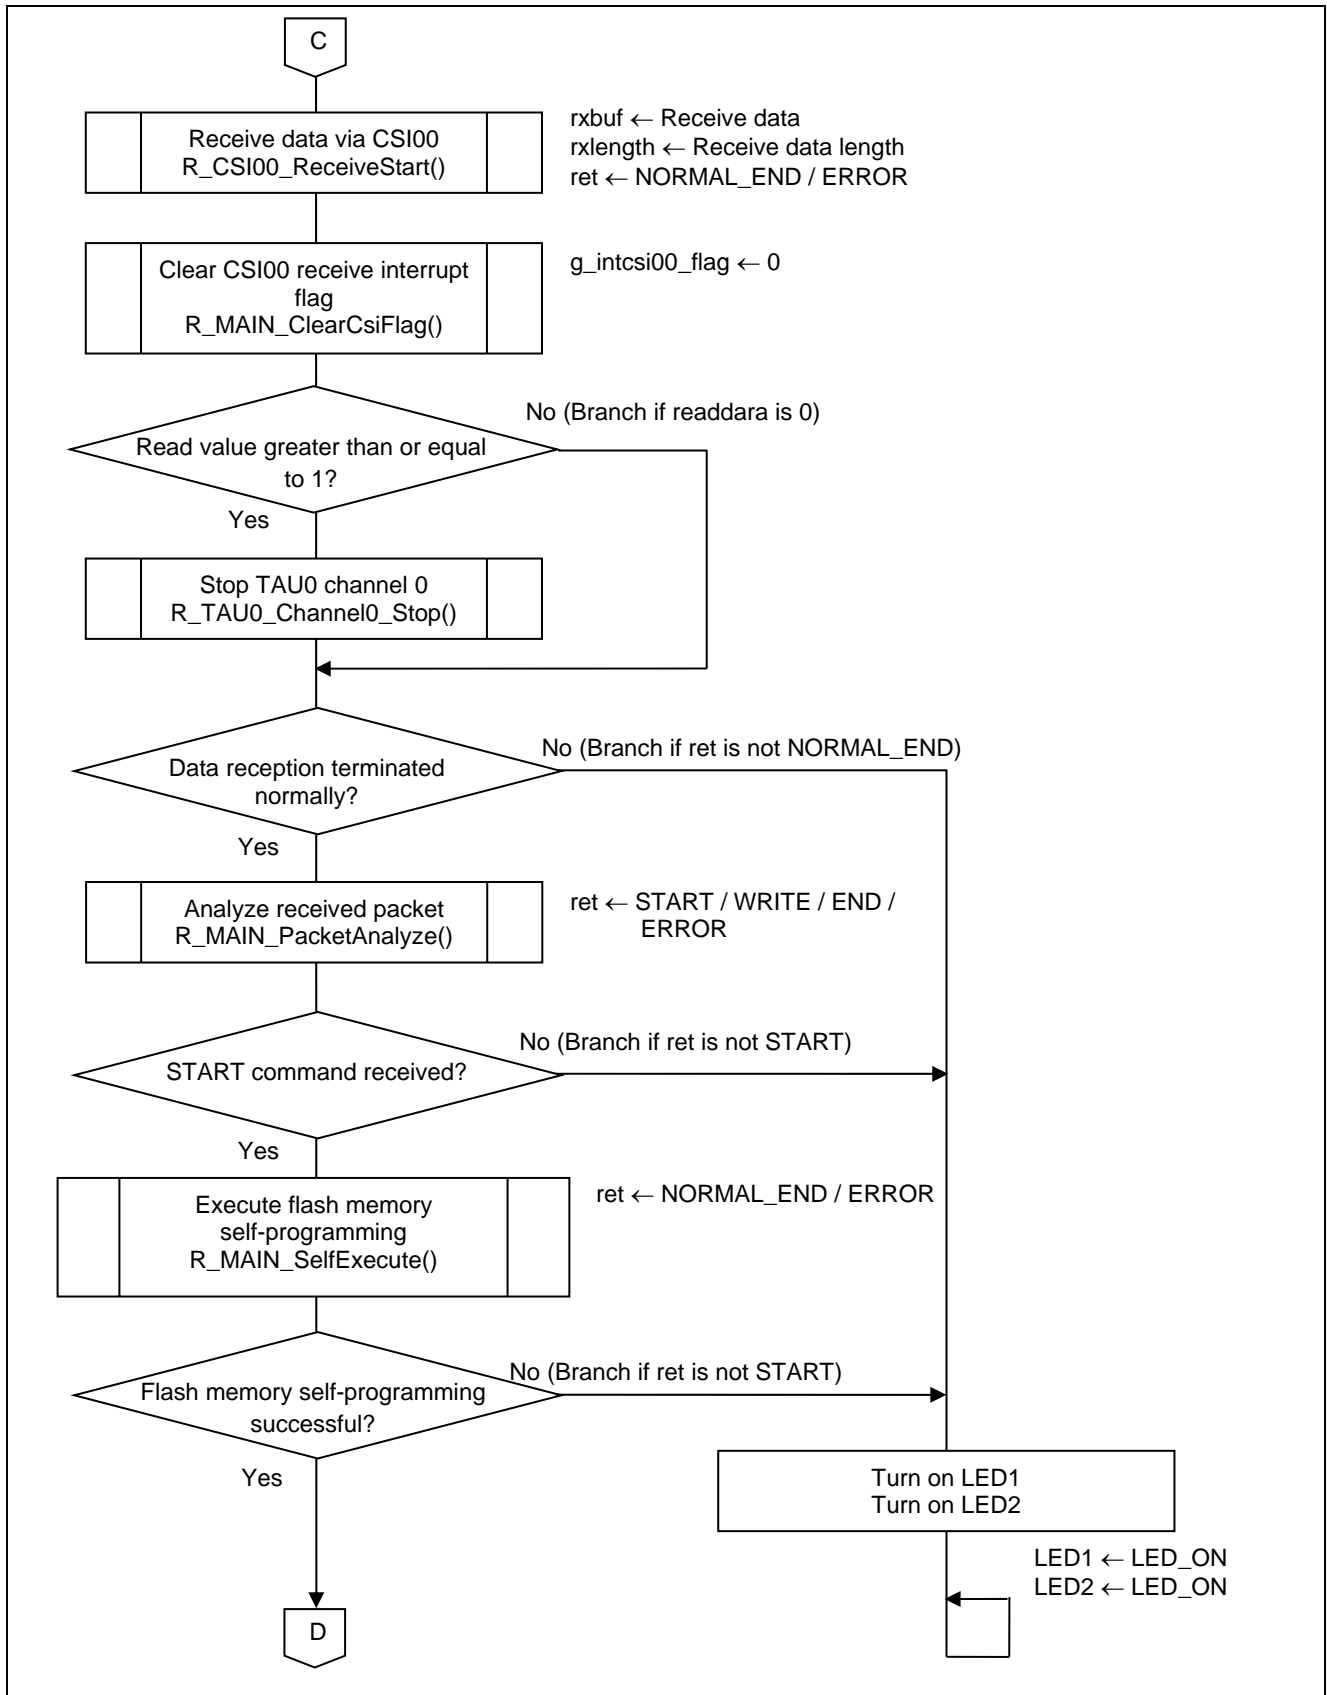 C
Receive data via CSI00
R_CSI00_ReceiveStart()
rxbuf ← Receive data
rxlength ← Receive data length
ret ← NORMAL_END / ERROR
Clear CSI00 receive interrupt
flag
R_MAIN_ClearCsiFlag()
g_intcsi00_flag ← 0
No (Branch if readdara is 0)
Read value greater than or equal
to 1?
Yes
Stop TAU0 channel 0
R_TAU0_Channel0_Stop()
No (Branch if ret is not NORMAL_END)
Data reception terminated
normally?
Yes
Analyze received packet
R_MAIN_PacketAnalyze()
ret ← START / WRITE / END /
ERROR
No (Branch if ret is not START)
START command received?
Yes
Execute flash memory
self-programming
R_MAIN_SelfExecute()
ret ← NORMAL_END / ERROR
No (Branch if ret is not START)
Flash memory self-programming
successful?
Yes
Turn on LED1
Turn on LED2
LED1 ← LED_ON
LED2 ← LED_ON
D